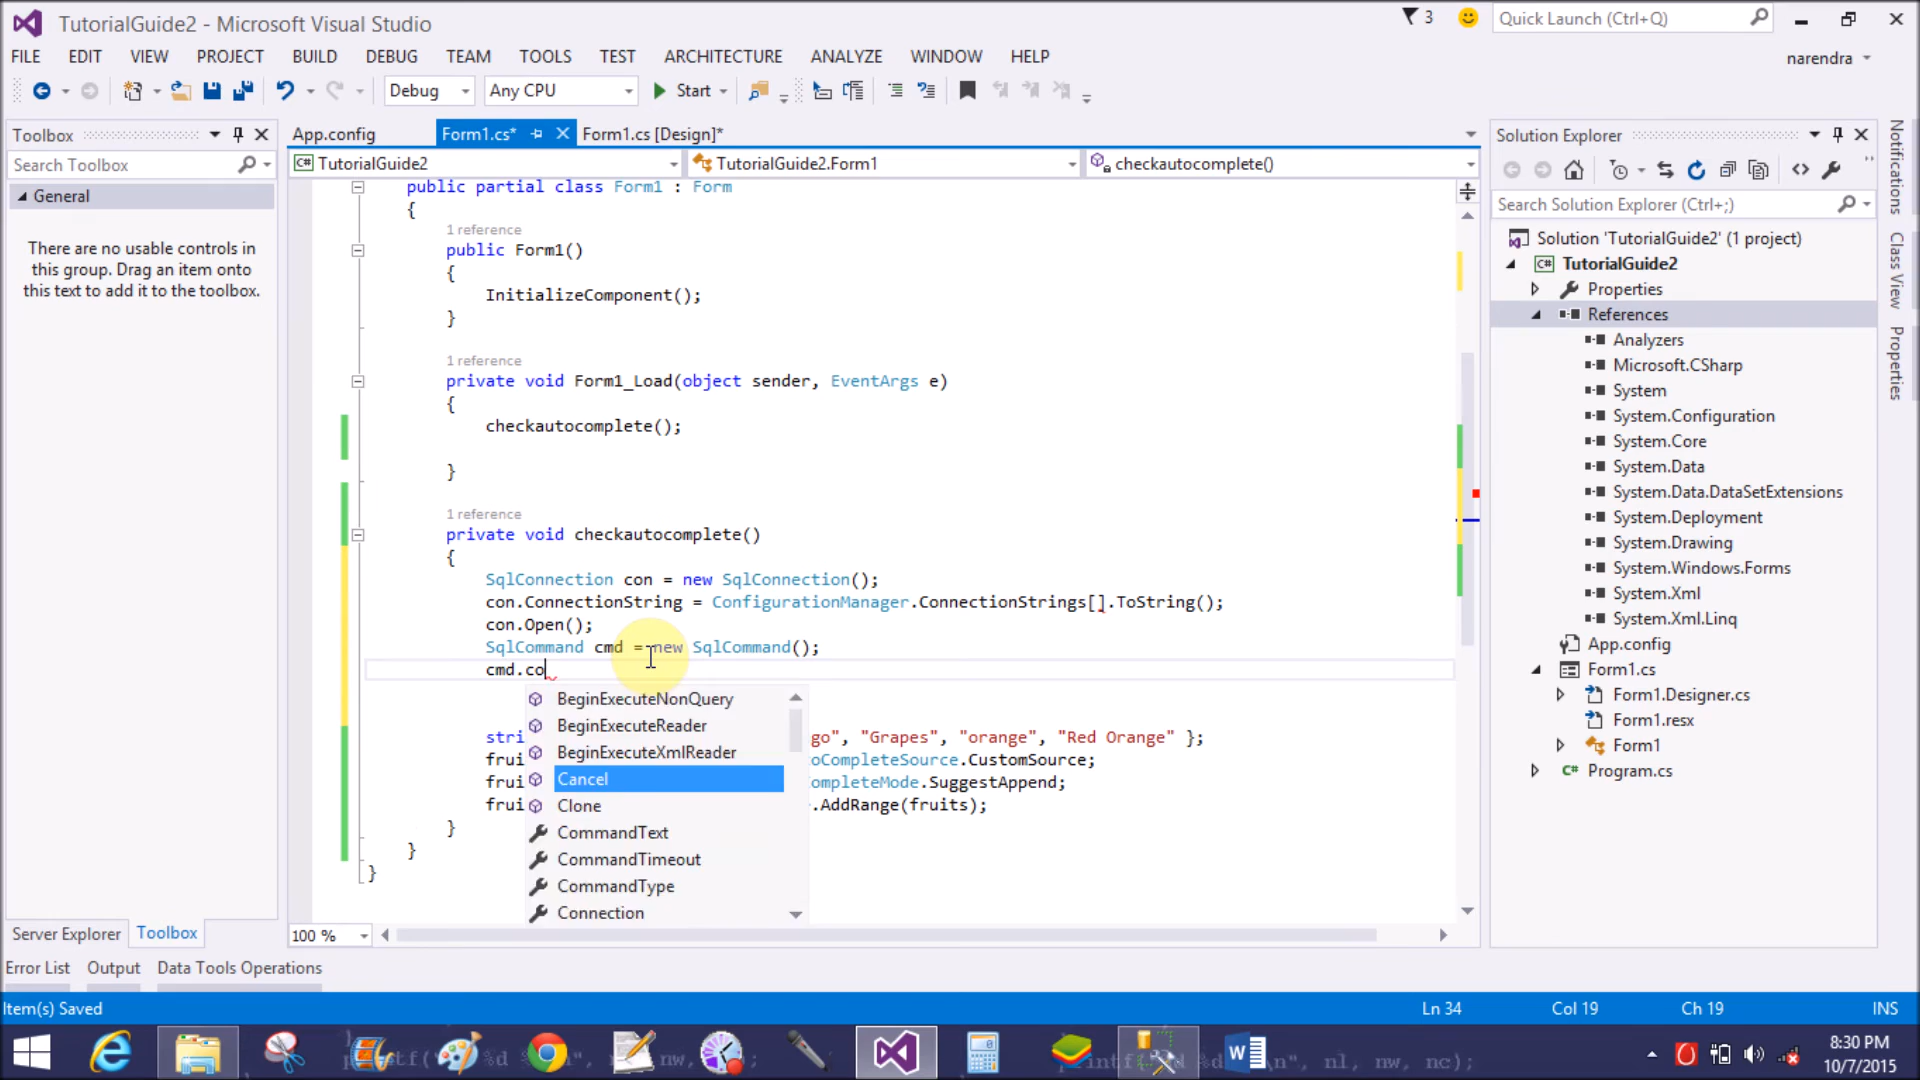 TutorialGuide2 - Microsoft Visual Studio
3
Quick Launch (Ctrl+Q)
FILE EDIT VIEW PROJECT BUILD DEBUG TEAM TOOLS TEST ARCHITECTURE ANALYZE WINDOW HELP
narendra
Debug Any CPU Start
Toolbox
Search Toolbox
General
There are no usable controls in
this group. Drag an item onto
this text to add it to the toolbox.
Server Explorer Toolbox
App.config Form1.cs* Form1.cs [Design]*
TutorialGuide2 TutorialGuide2.Form1 checkautocomplete()
public partial class Form1 : Form
{
1 reference
public Form1()
{
InitializeComponent();
}
1 reference
private void Form1_Load(object sender, EventArgs e)
{
checkautocomplete();
}
1 reference
private void checkautocomplete()
{
SqlConnection con = new SqlConnection();
con.ConnectionString = ConfigurationManager.ConnectionStrings[].ToString();
con.Open();
SqlCommand cmd = new SqlCommand();
cmd.co
BeginExecuteNonQuery
BeginExecuteReader
BeginExecuteXmlReader
Cancel
Clone
CommandText
CommandTimeout
CommandType
Connection
stri go", "Grapes", "orange", "Red Orange" };
frui oCompleteSource.CustomSource;
frui CompleteMode.SuggestAppend;
frui .AddRange(fruits);
}
}
}
100 %
Solution Explorer
Search Solution Explorer (Ctrl+;)
Solution 'TutorialGuide2' (1 project)
C# TutorialGuide2
Properties
References
Analyzers
Microsoft.CSharp
System
System.Configuration
System.Core
System.Data
System.Data.DataSetExtensions
System.Deployment
System.Drawing
System.Windows.Forms
System.Xml
System.Xml.Linq
App.config
Form1.cs
Form1.Designer.cs
Form1.resx
Form1
C# Program.cs
Notifications
Class View
Properties
Error List Output Data Tools Operations
Item(s) Saved Ln 34 Col 19 Ch 19 INS
8:30 PM
10/7/2015